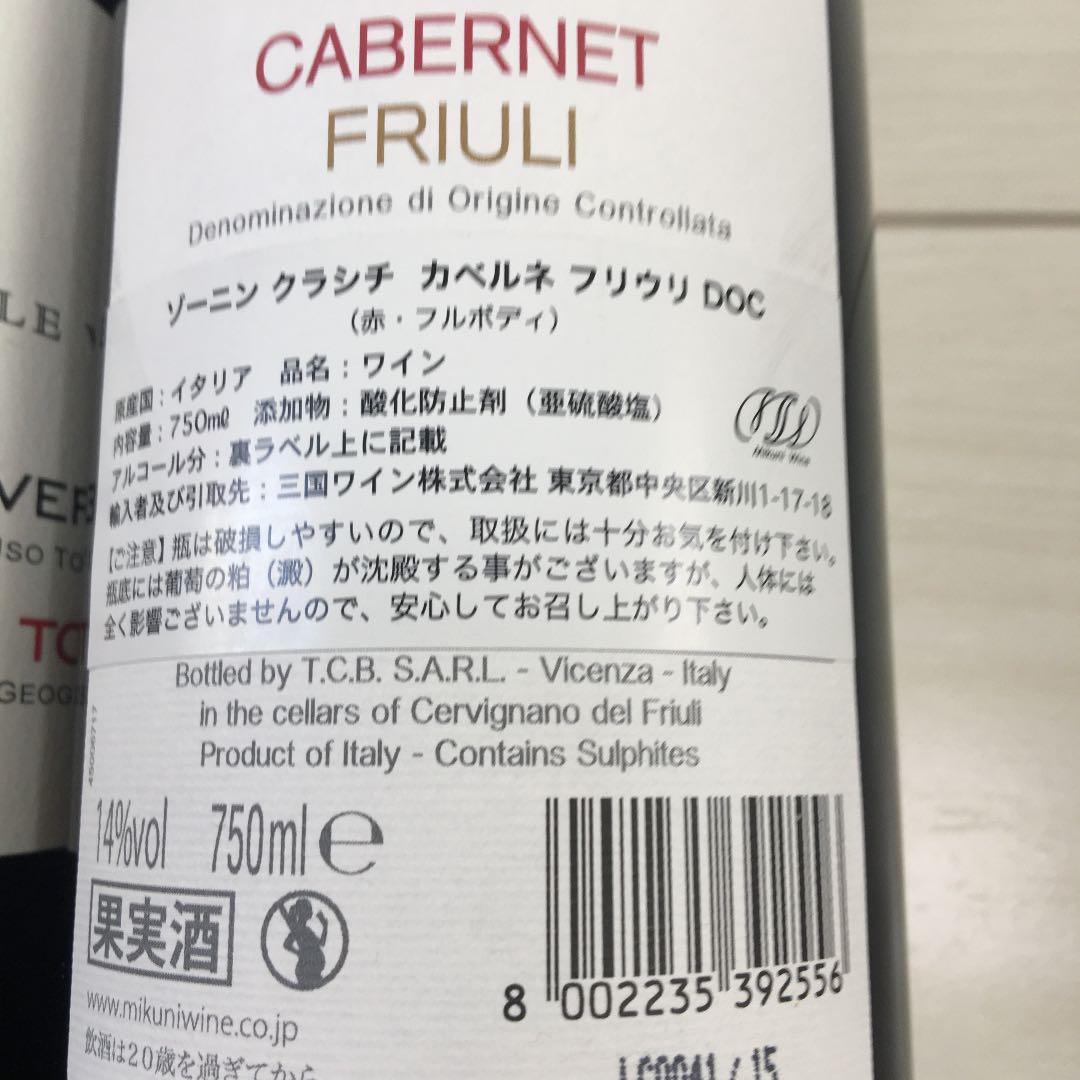 CABERNET
FRIULI
Denominazione di Origine Controllata
ゾーニン クラシチ カベルネ フリウリ DOC
（赤・フルボディ）
原産国：イタリア 品名：ワイン
内容量：750mℓ 添加物：酸化防止剤（亜硫酸塩）
アルコール分：裏ラベル上に記載
輸入者及び引取先：三国ワイン株式会社 東京都中央区新川1-17-18
【ご注意】瓶は破損しやすいので、取扱には十分お気を付け下さい。
瓶底には葡萄の粕（澱）が沈殿する事がございますが、人体には
全く影響ございませんので、安心してお召し上がり下さい。
Mikuni Wine
Bottled by T.C.B. S.A.R.L. - Vicenza - Italy
in the cellars of Cervignano del Friuli
Product of Italy - Contains Sulphites
45006717
14%vol 750ml e
果実酒
www.mikuniwine.co.jp
飲酒は20歳を過ぎてから
8 002235 392556
LE